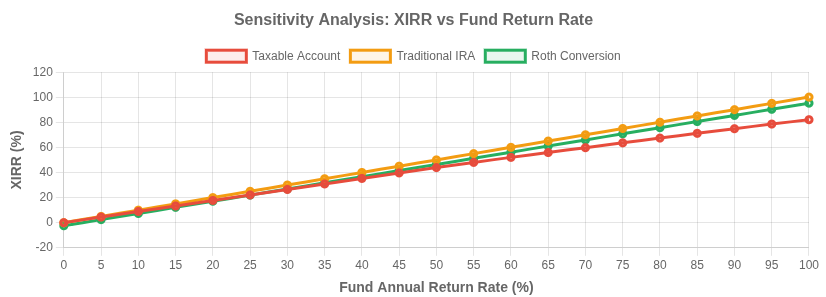 Sensitivity Analysis: XIRR vs Fund Return Rate
Taxable Account Traditional IRA Roth Conversion
120
100
80
60
40
20
0
-20
XIRR (%)
0 5 10 15 20 25 30 35 40 45 50 55 60 65 70 75 80 85 90 95 100
Fund Annual Return Rate (%)